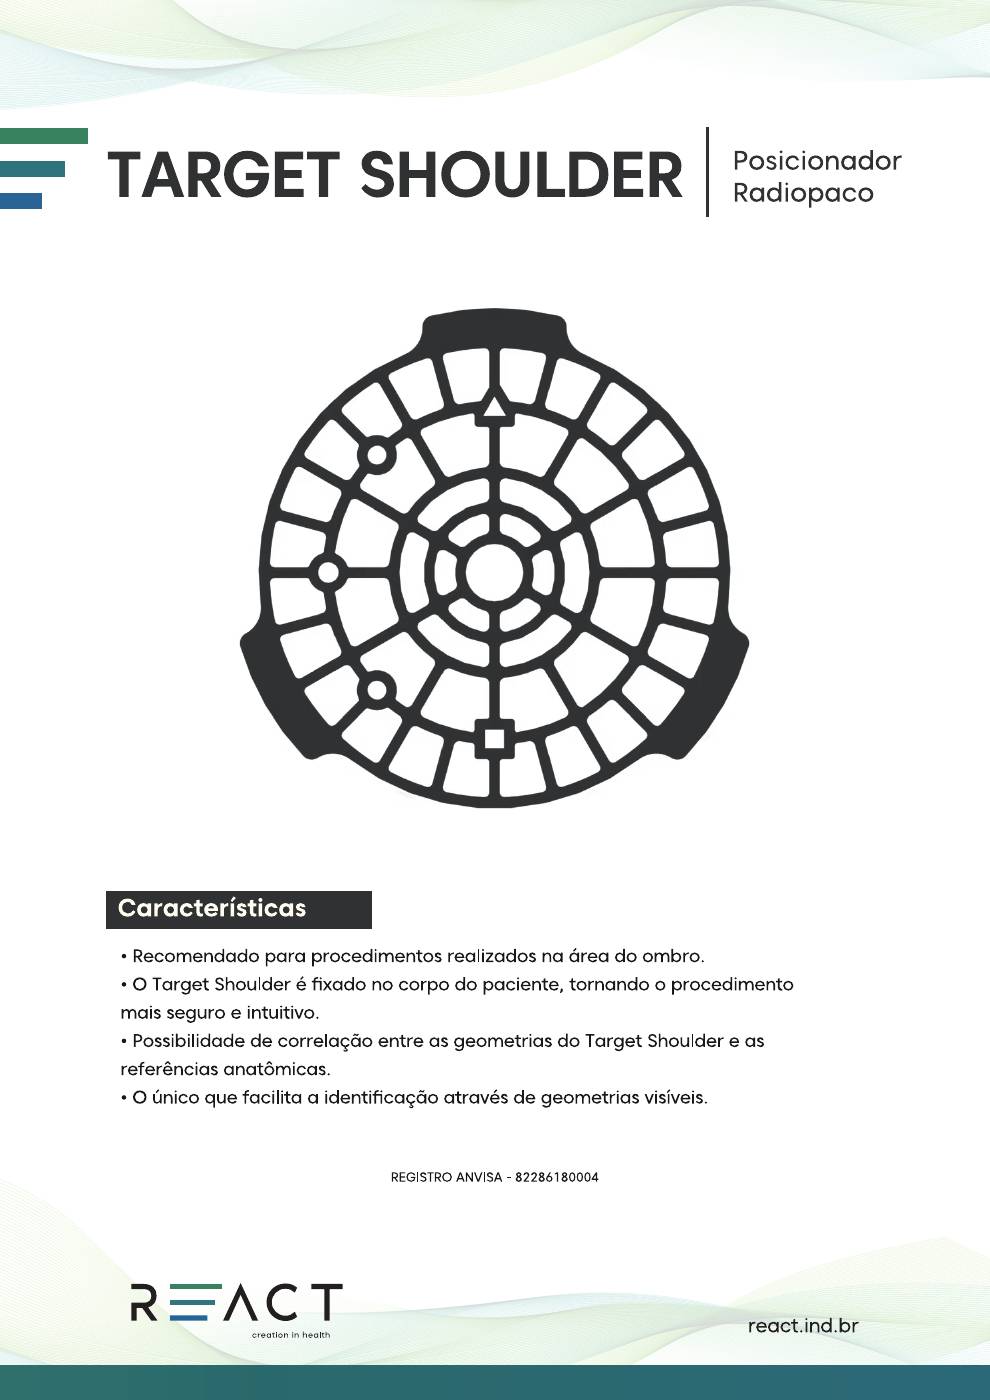 TARGET SHOULDER
Posicionador
Radiopaco
Características
• Recomendado para procedimentos realizados na área do ombro.
• O Target Shoulder é fixado no corpo do paciente, tornando o procedimento
mais seguro e intuitivo.
• Possibilidade de correlação entre as geometrias do Target Shoulder e as
referências anatômicas.
• O único que facilita a identificação através de geometrias visíveis.
REGISTRO ANVISA - 82286180004
REACT
creation in health
react.ind.br